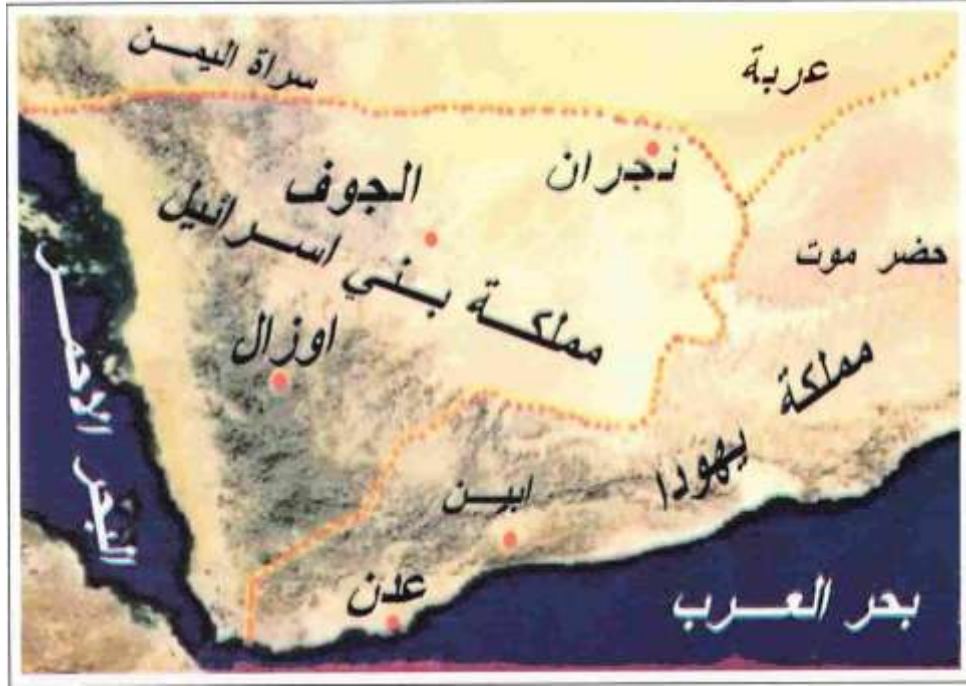 سراة اليمن
عربة
نجران
الجوف
مملكة بني اسرائيل
حضر موت
اوزال
مملكة يهودا
ابين
عدن
البحر الاحمر
بحر العرب